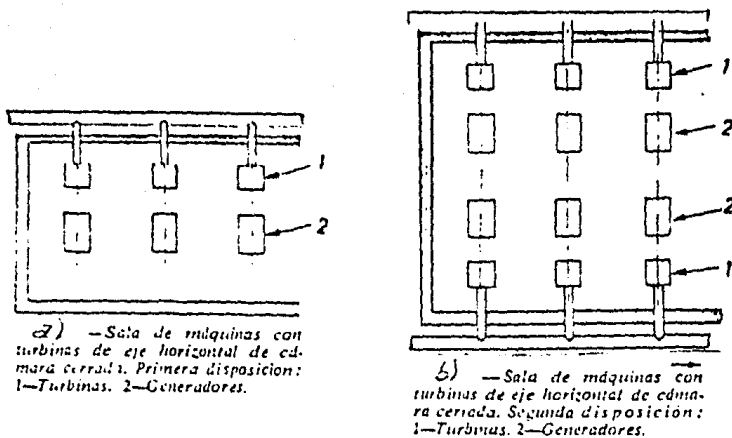 1
2
a) —Sala de máquinas con
turbinas de eje horizontal de cá-
mara cerrada. Primera disposición:
1—Turbinas. 2—Generadores.
1
2
2
1
b) —Sala de máquinas con
turbinas de eje horizontal de cáma-
ra cerrada. Segunda disposición:
1—Turbinas. 2—Generadores.